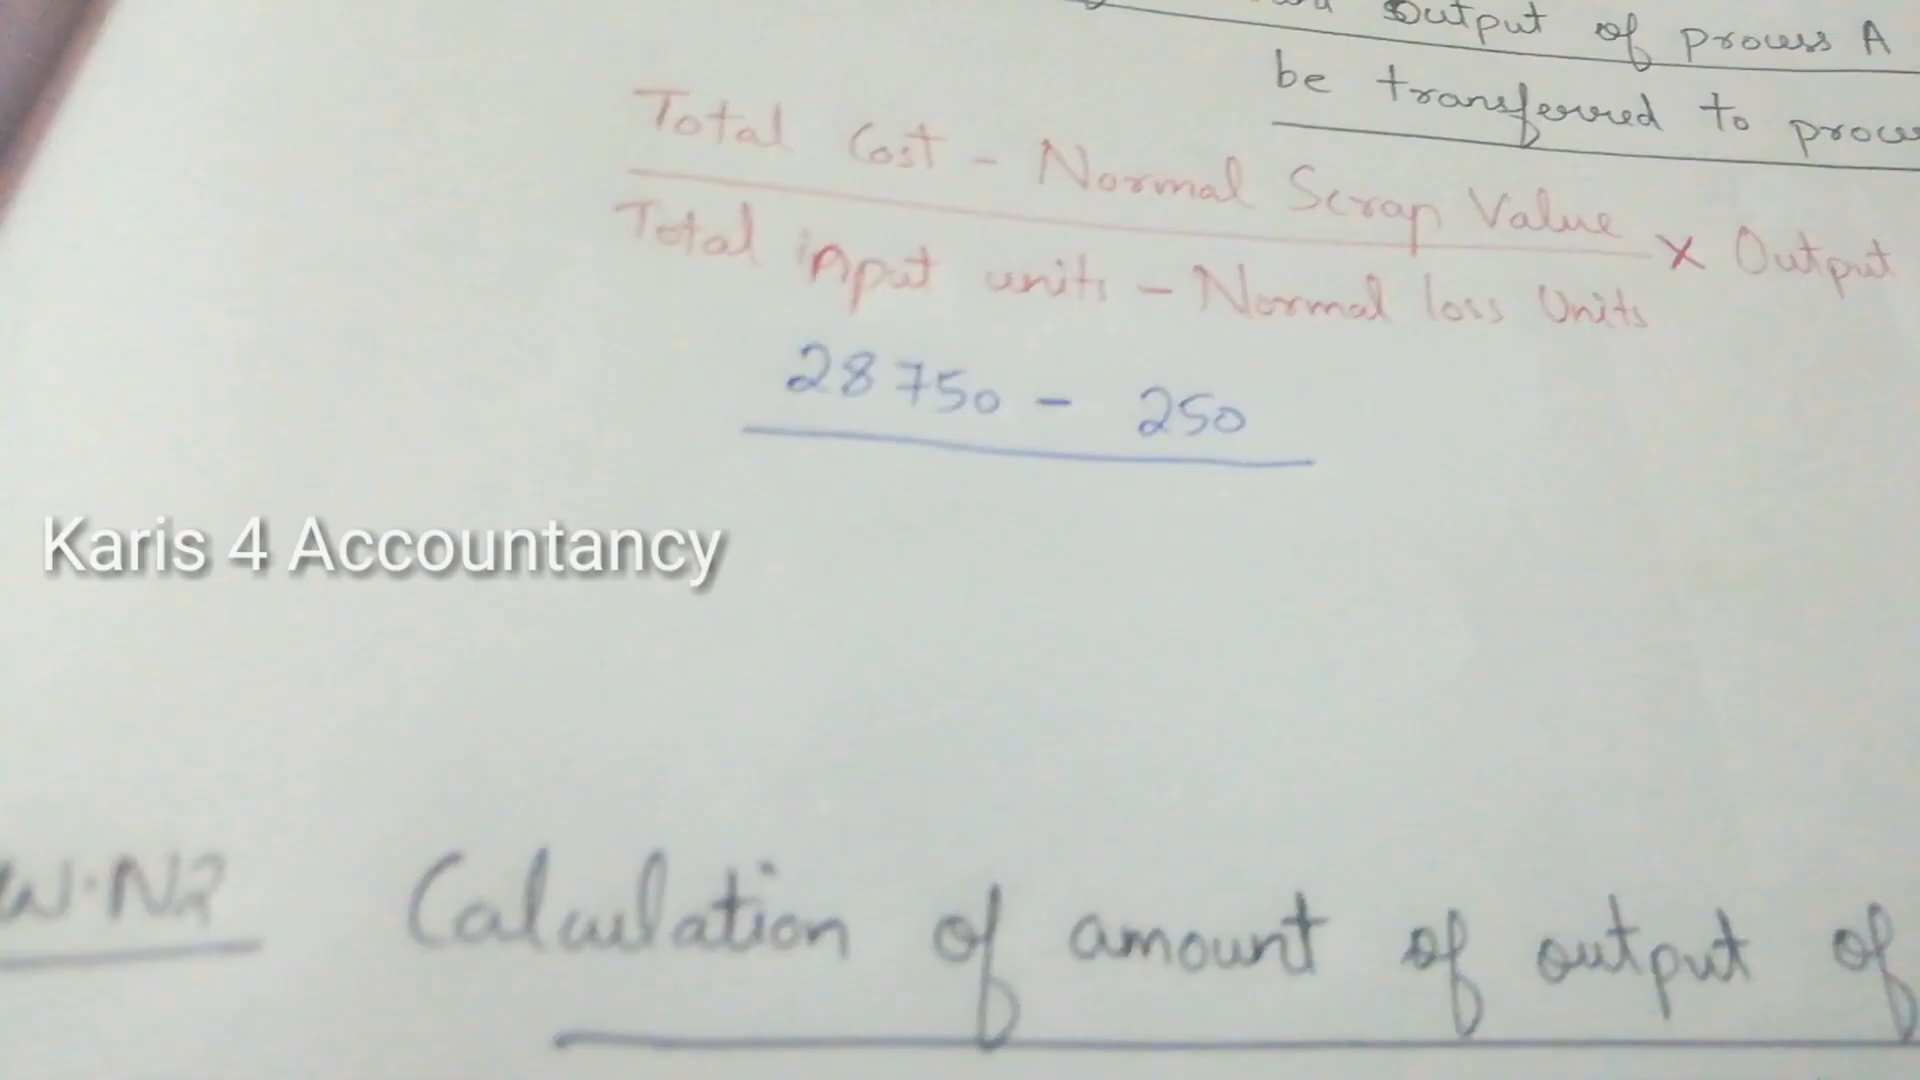 Output of process A
be transferred to
Total Cost - Normal Scrap Value
Total input units - Normal loss Units
x Output
28750 - 250
Karis 4 Accountancy
W.N2 Calculation of amount of output of